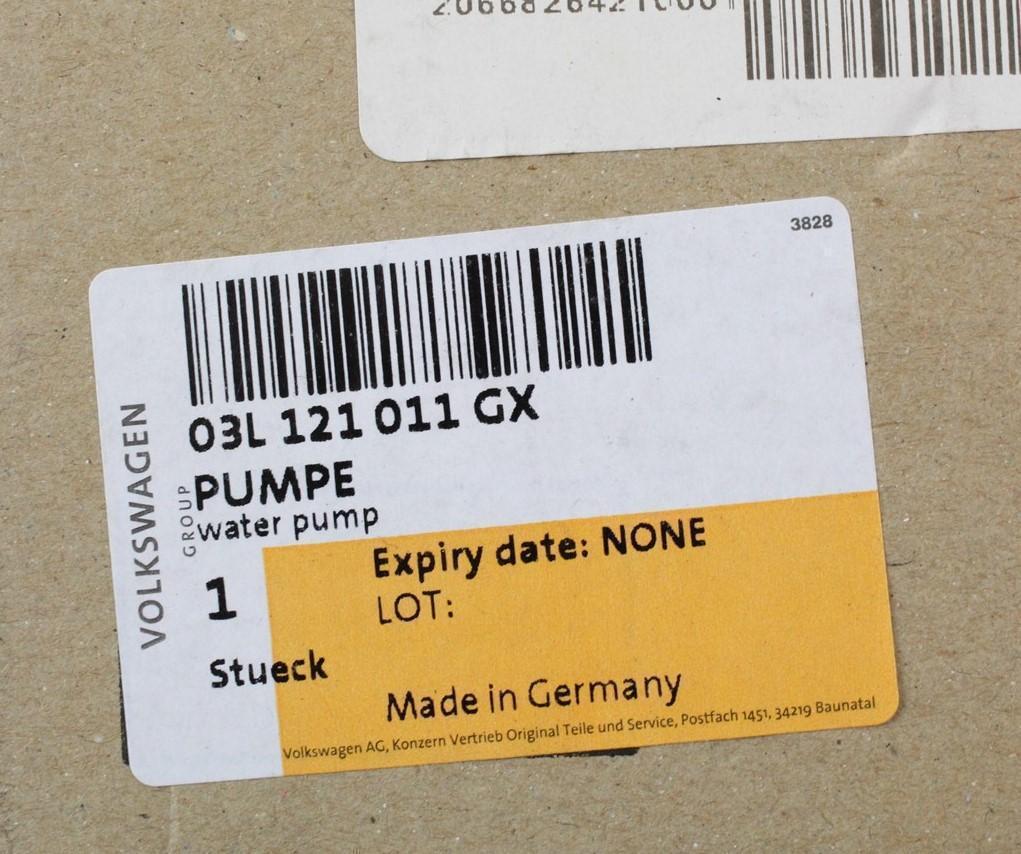 3828
03L 121 011 GX
PUMPE
water pump
VOLKSWAGEN
GROUP
Expiry date: NONE
1
LOT:
Stueck
Made in Germany
Volkswagen AG, Konzern Vertrieb Original Teile und Service, Postfach 1451, 34219 Baunatal